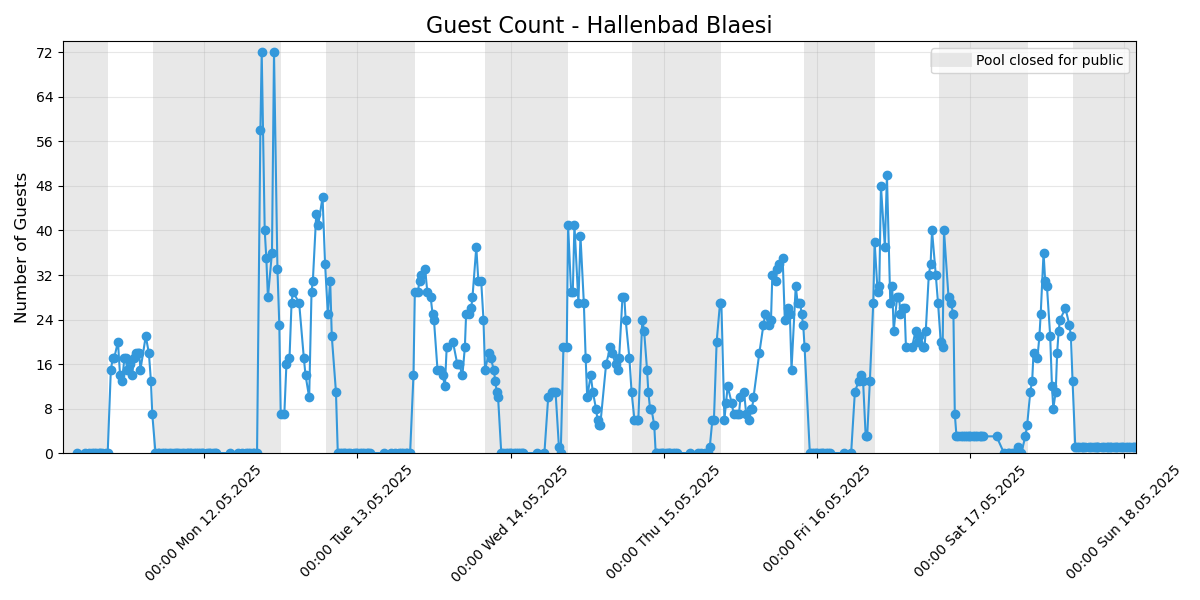 Guest Count - Hallenbad Blaesi
Pool closed for public
Number of Guests
72
64
56
48
40
32
24
16
8
0
00:00 Mon 12.05.2025
00:00 Tue 13.05.2025
00:00 Wed 14.05.2025
00:00 Thu 15.05.2025
00:00 Fri 16.05.2025
00:00 Sat 17.05.2025
00:00 Sun 18.05.2025